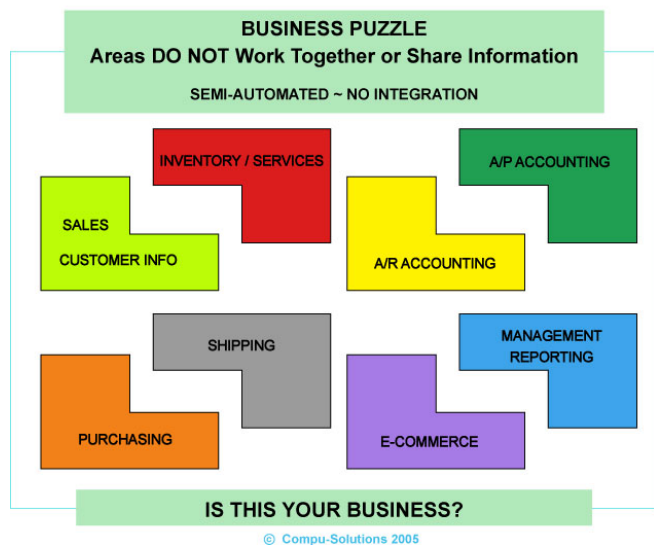 BUSINESS PUZZLE
Areas DO NOT Work Together or Share Information
SEMI-AUTOMATED ~ NO INTEGRATION
INVENTORY / SERVICES
A/P ACCOUNTING
SALES
CUSTOMER INFO
A/R ACCOUNTING
SHIPPING
MANAGEMENT
REPORTING
PURCHASING
E-COMMERCE
IS THIS YOUR BUSINESS?
© Compu-Solutions 2005